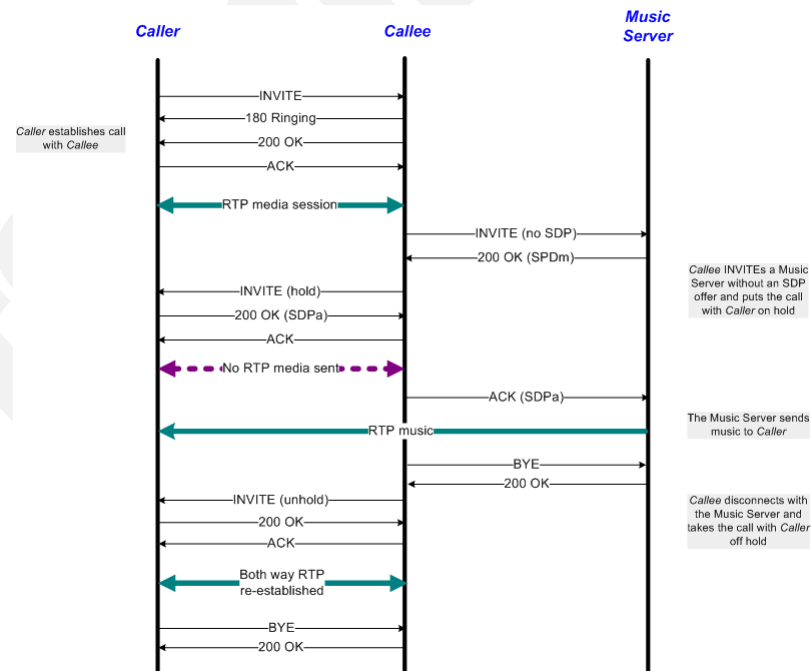 Caller
Callee
Music
Server
INVITE
180 Ringing
200 OK
ACK
Caller establishes call
with Callee
RTP media session
INVITE (no SDP)
200 OK (SPDm)
Callee INVITEs a Music
Server without an SDP
offer and puts the call
with Caller on hold
INVITE (hold)
200 OK (SDPa)
ACK
No RTP media sent
ACK (SDPa)
The Music Server sends
music to Caller
RTP music
BYE
200 OK
Callee disconnects with
the Music Server and
takes the call with Caller
off hold
INVITE (unhold)
200 OK
ACK
Both way RTP
re-established
BYE
200 OK